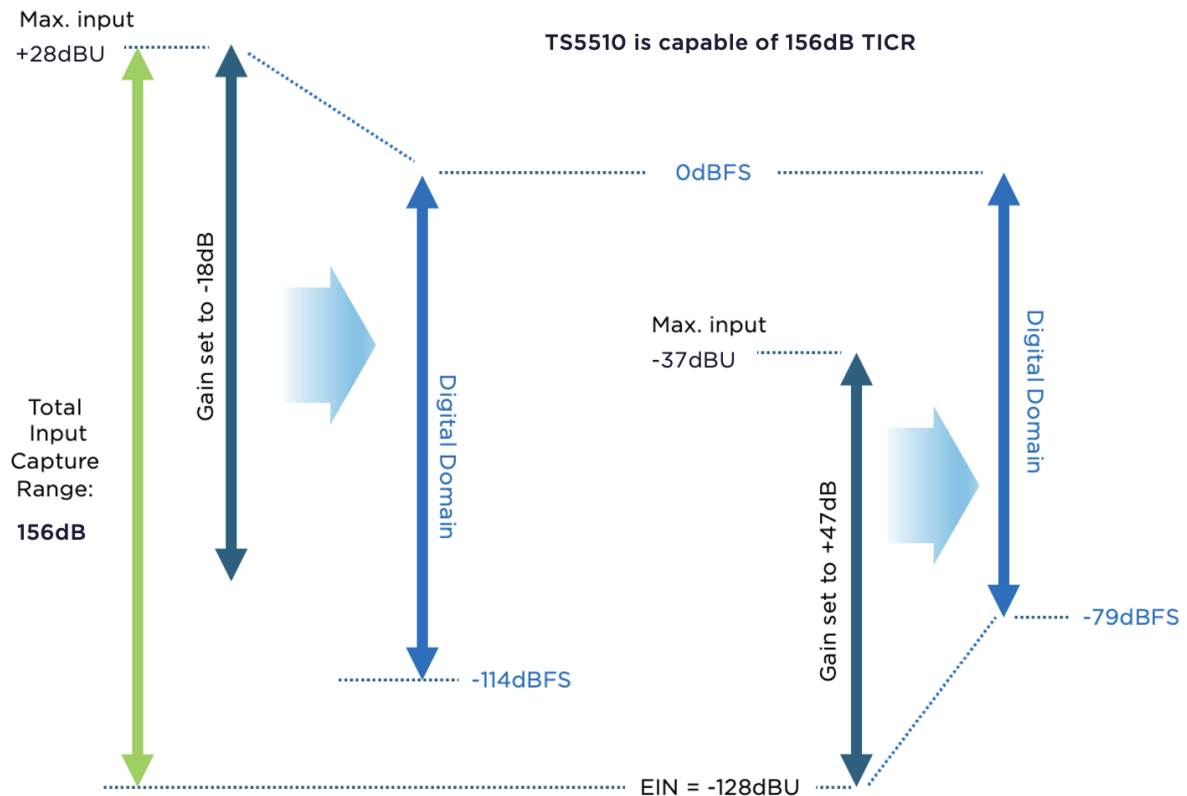 Max. input
+28dBU
TS5510 is capable of 156dB TICR
0dBFS
Gain set to -18dB
Max. input
-37dBU
Digital Domain
Digital Domain
Total
Input
Capture
Range:
156dB
Gain set to +47dB
-79dBFS
-114dBFS
EIN = -128dBU